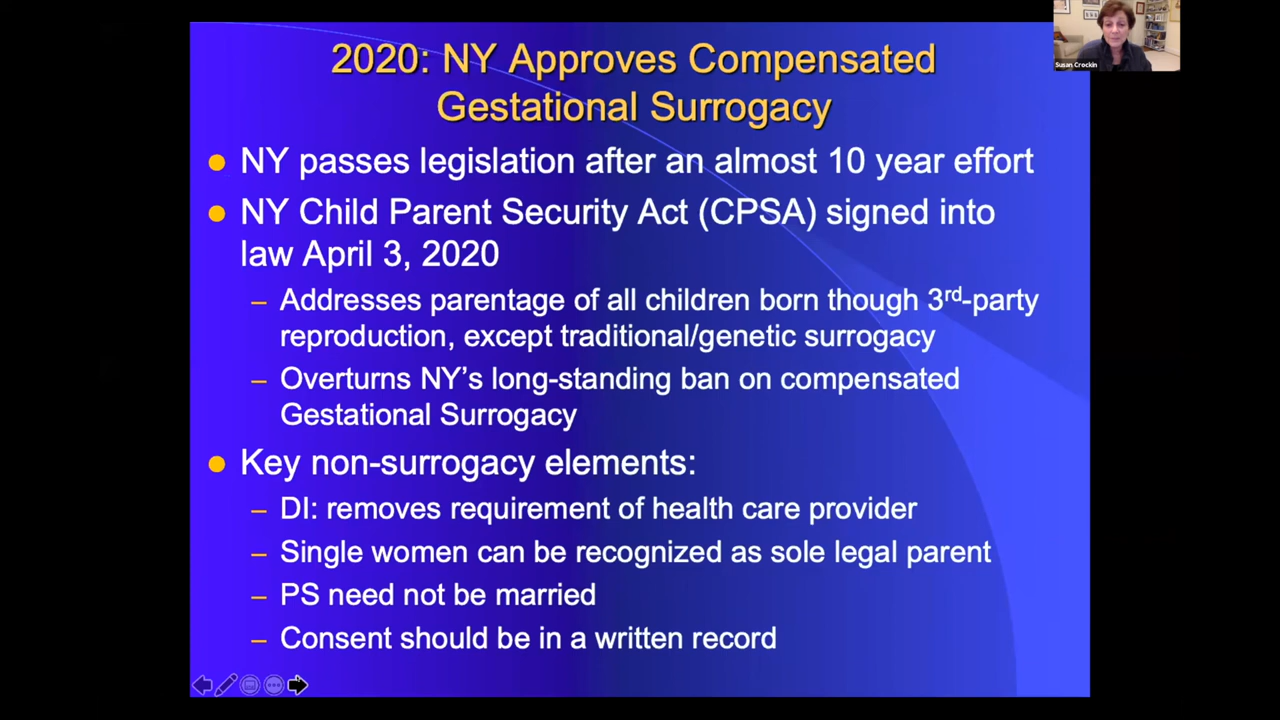 2020: NY Approves Compensated
Gestational Surrogacy
NY passes legislation after an almost 10 year effort
NY Child Parent Security Act (CPSA) signed into
law April 3, 2020
– Addresses parentage of all children born though 3rd-party
reproduction, except traditional/genetic surrogacy
– Overturns NY's long-standing ban on compensated
Gestational Surrogacy
Key non-surrogacy elements:
– DI: removes requirement of health care provider
– Single women can be recognized as sole legal parent
– PS need not be married
– Consent should be in a written record
Susan Crockin